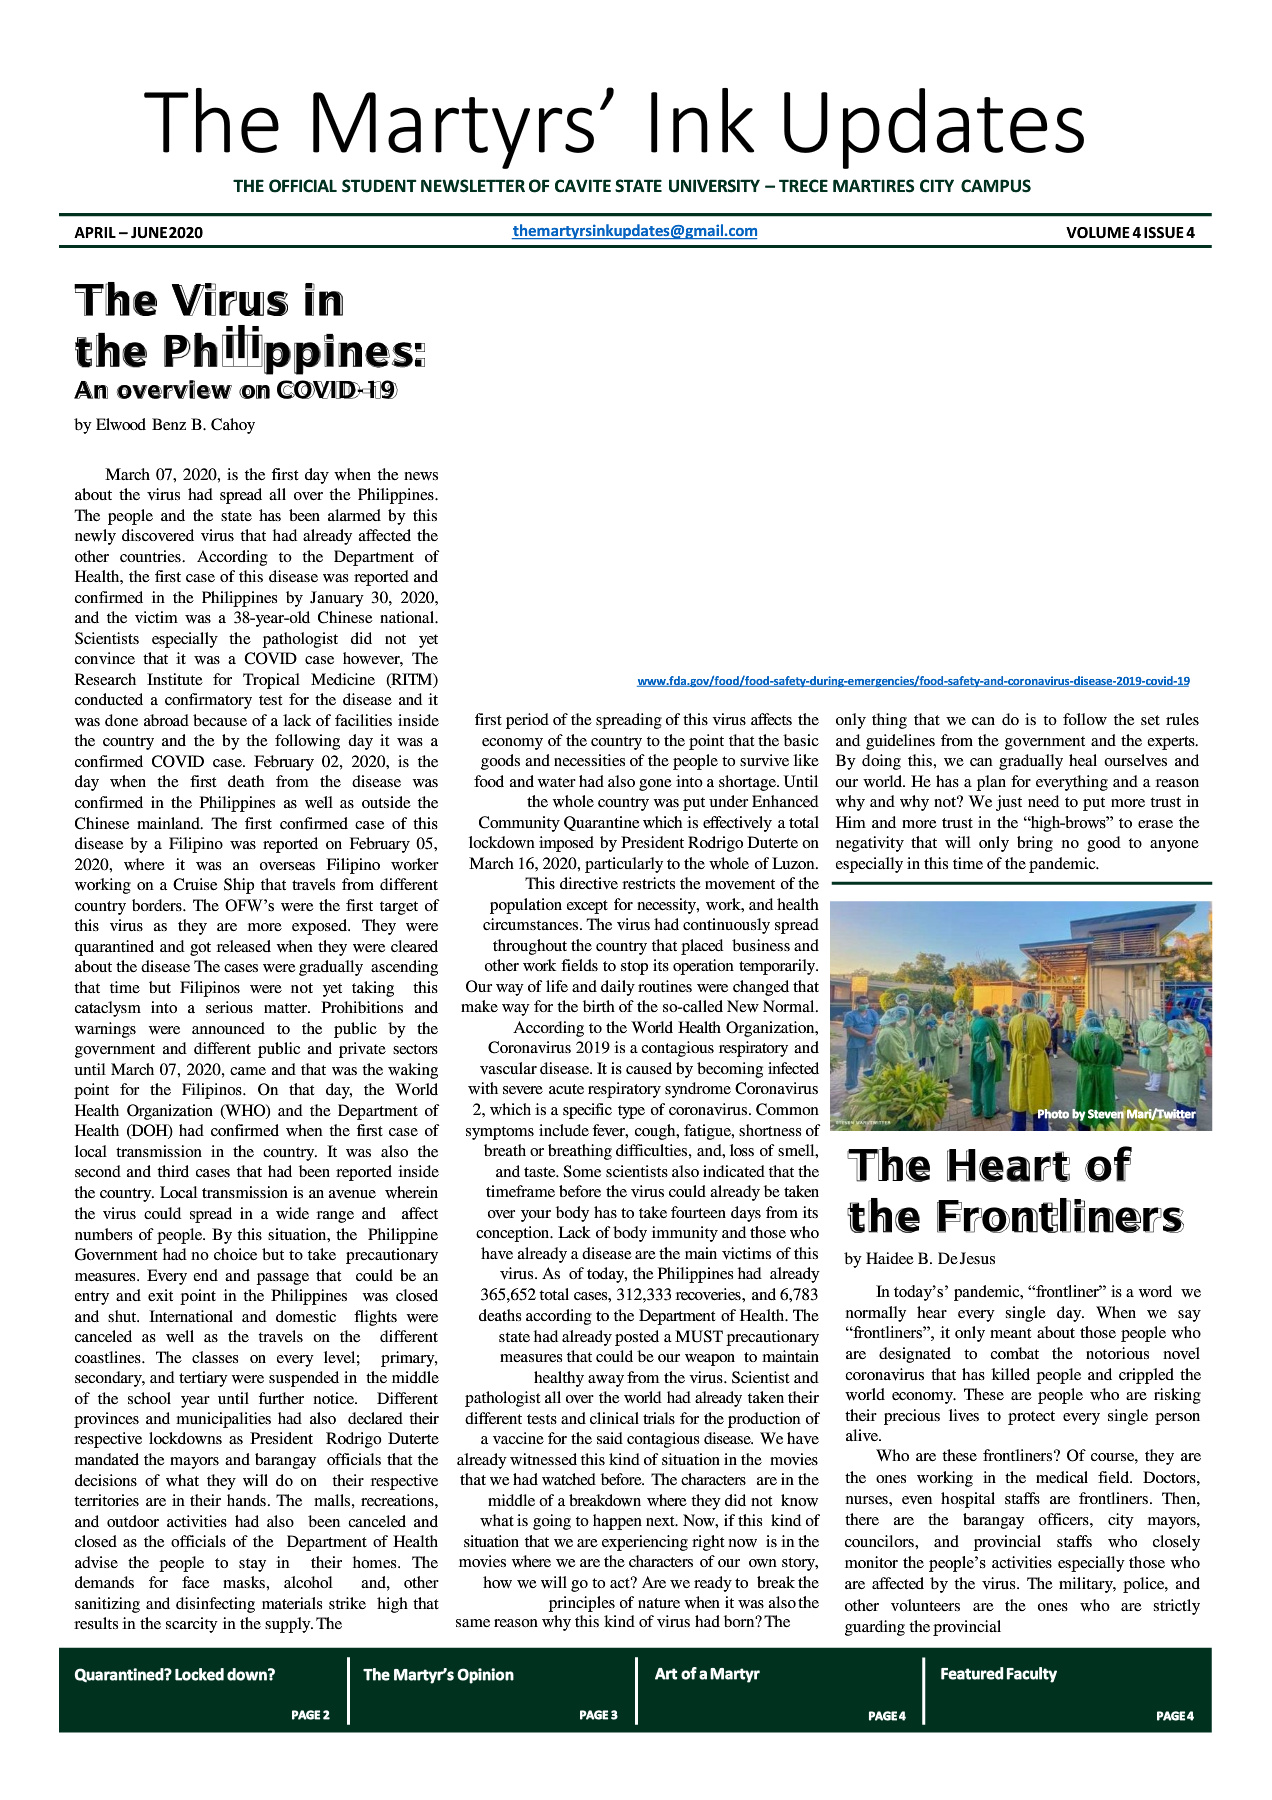 The Martyrs’ Ink Updates
THE OFFICIAL STUDENT NEWSLETTER OF CAVITE STATE UNIVERSITY – TRECE MARTIRES CITY CAMPUS
APRIL – JUNE 2020
themartyrsinkupdates@gmail.com
VOLUME 4 ISSUE 4
The Virus in
the Philippines:
An overview on COVID-19
by Elwood Benz B. Cahoy
March 07, 2020, is the first day when the news
about the virus had spread all over the Philippines.
The people and the state has been alarmed by this
newly discovered virus that had already affected the
other countries. According to the Department of
Health, the first case of this disease was reported and
confirmed in the Philippines by January 30, 2020,
and the victim was a 38-year-old Chinese national.
Scientists especially the pathologist did not yet
convince that it was a COVID case however, The
Research Institute for Tropical Medicine (RITM)
conducted a confirmatory test for the disease and it
was done abroad because of a lack of facilities inside
the country and the by the following day it was a
confirmed COVID case. February 02, 2020, is the
day when the first death from the disease was
confirmed in the Philippines as well as outside the
Chinese mainland. The first confirmed case of this
disease by a Filipino was reported on February 05,
2020, where it was an overseas Filipino worker
working on a Cruise Ship that travels from different
country borders. The OFW’s were the first target of
this virus as they are more exposed. They were
quarantined and got released when they were cleared
about the disease The cases were gradually ascending
that time but Filipinos were not yet taking this
cataclysm into a serious matter. Prohibitions and
warnings were announced to the public by the
government and different public and private sectors
until March 07, 2020, came and that was the waking
point for the Filipinos. On that day, the World
Health Organization (WHO) and the Department of
Health (DOH) had confirmed when the first case of
local transmission in the country. It was also the
second and third cases that had been reported inside
the country. Local transmission is an avenue wherein
the virus could spread in a wide range and affect
numbers of people. By this situation, the Philippine
Government had no choice but to take precautionary
measures. Every end and passage that could be an
entry and exit point in the Philippines was closed
and shut. International and domestic flights were
canceled as well as the travels on the different
coastlines. The classes on every level; primary,
secondary, and tertiary were suspended in the middle
of the school year until further notice. Different
provinces and municipalities had also declared their
respective lockdowns as President Rodrigo Duterte
mandated the mayors and barangay officials that the
decisions of what they will do on their respective
territories are in their hands. The malls, recreations,
and outdoor activities had also been canceled and
closed as the officials of the Department of Health
advise the people to stay in their homes. The
demands for face masks, alcohol and, other
sanitizing and disinfecting materials strike high that
results in the scarcity in the supply. The
www.fda.gov/food/food-safety-during-emergencies/food-safety-and-coronavirus-disease-2019-covid-19
first period of the spreading of this virus affects the
economy of the country to the point that the basic
goods and necessities of the people to survive like
food and water had also gone into a shortage. Until
the whole country was put under Enhanced
Community Quarantine which is effectively a total
lockdown imposed by President Rodrigo Duterte on
March 16, 2020, particularly to the whole of Luzon.
This directive restricts the movement of the
population except for necessity, work, and health
circumstances. The virus had continuously spread
throughout the country that placed business and
other work fields to stop its operation temporarily.
Our way of life and daily routines were changed that
make way for the birth of the so-called New Normal.
According to the World Health Organization,
Coronavirus 2019 is a contagious respiratory and
vascular disease. It is caused by becoming infected
with severe acute respiratory syndrome Coronavirus
2, which is a specific type of coronavirus. Common
symptoms include fever, cough, fatigue, shortness of
breath or breathing difficulties, and, loss of smell,
and taste. Some scientists also indicated that the
timeframe before the virus could already be taken
over your body has to take fourteen days from its
conception. Lack of body immunity and those who
have already a disease are the main victims of this
virus. As of today, the Philippines had already
365,652 total cases, 312,333 recoveries, and 6,783
deaths according to the Department of Health. The
state had already posted a MUST precautionary
measures that could be our weapon to maintain
healthy away from the virus. Scientist and
pathologist all over the world had already taken their
different tests and clinical trials for the production of
a vaccine for the said contagious disease. We have
already witnessed this kind of situation in the movies
that we had watched before. The characters are in the
middle of a breakdown where they did not know
what is going to happen next. Now, if this kind of
situation that we are experiencing right now is in the
movies where we are the characters of our own story,
how we will go to act? Are we ready to break the
principles of nature when it was also the
same reason why this kind of virus had born? The
only thing that we can do is to follow the set rules
and guidelines from the government and the experts.
By doing this, we can gradually heal ourselves and
our world. He has a plan for everything and a reason
why and why not? We just need to put more trust in
Him and more trust in the “high-brows” to erase the
negativity that will only bring no good to anyone
especially in this time of the pandemic.
Photo by Steven Mari/Twitter
STEVEN MARI/TWITTER
The Heart of
the Frontliners
by Haidee B. DeJesus
In today’s’ pandemic, “frontliner” is a word we
normally hear every single day. When we say
“frontliners”, it only meant about those people who
are designated to combat the notorious novel
coronavirus that has killed people and crippled the
world economy. These are people who are risking
their precious lives to protect every single person
alive.
Who are these frontliners? Of course, they are
the ones working in the medical field. Doctors,
nurses, even hospital staffs are frontliners. Then,
there are the barangay officers, city mayors,
councilors, and provincial staffs who closely
monitor the people’s activities especially those who
are affected by the virus. The military, police, and
other volunteers are the ones who are strictly
guarding the provincial
Quarantined? Locked down?
PAGE 2
The Martyr’s Opinion
PAGE 3
Art of a Martyr
PAGE 4
Featured Faculty
PAGE 4